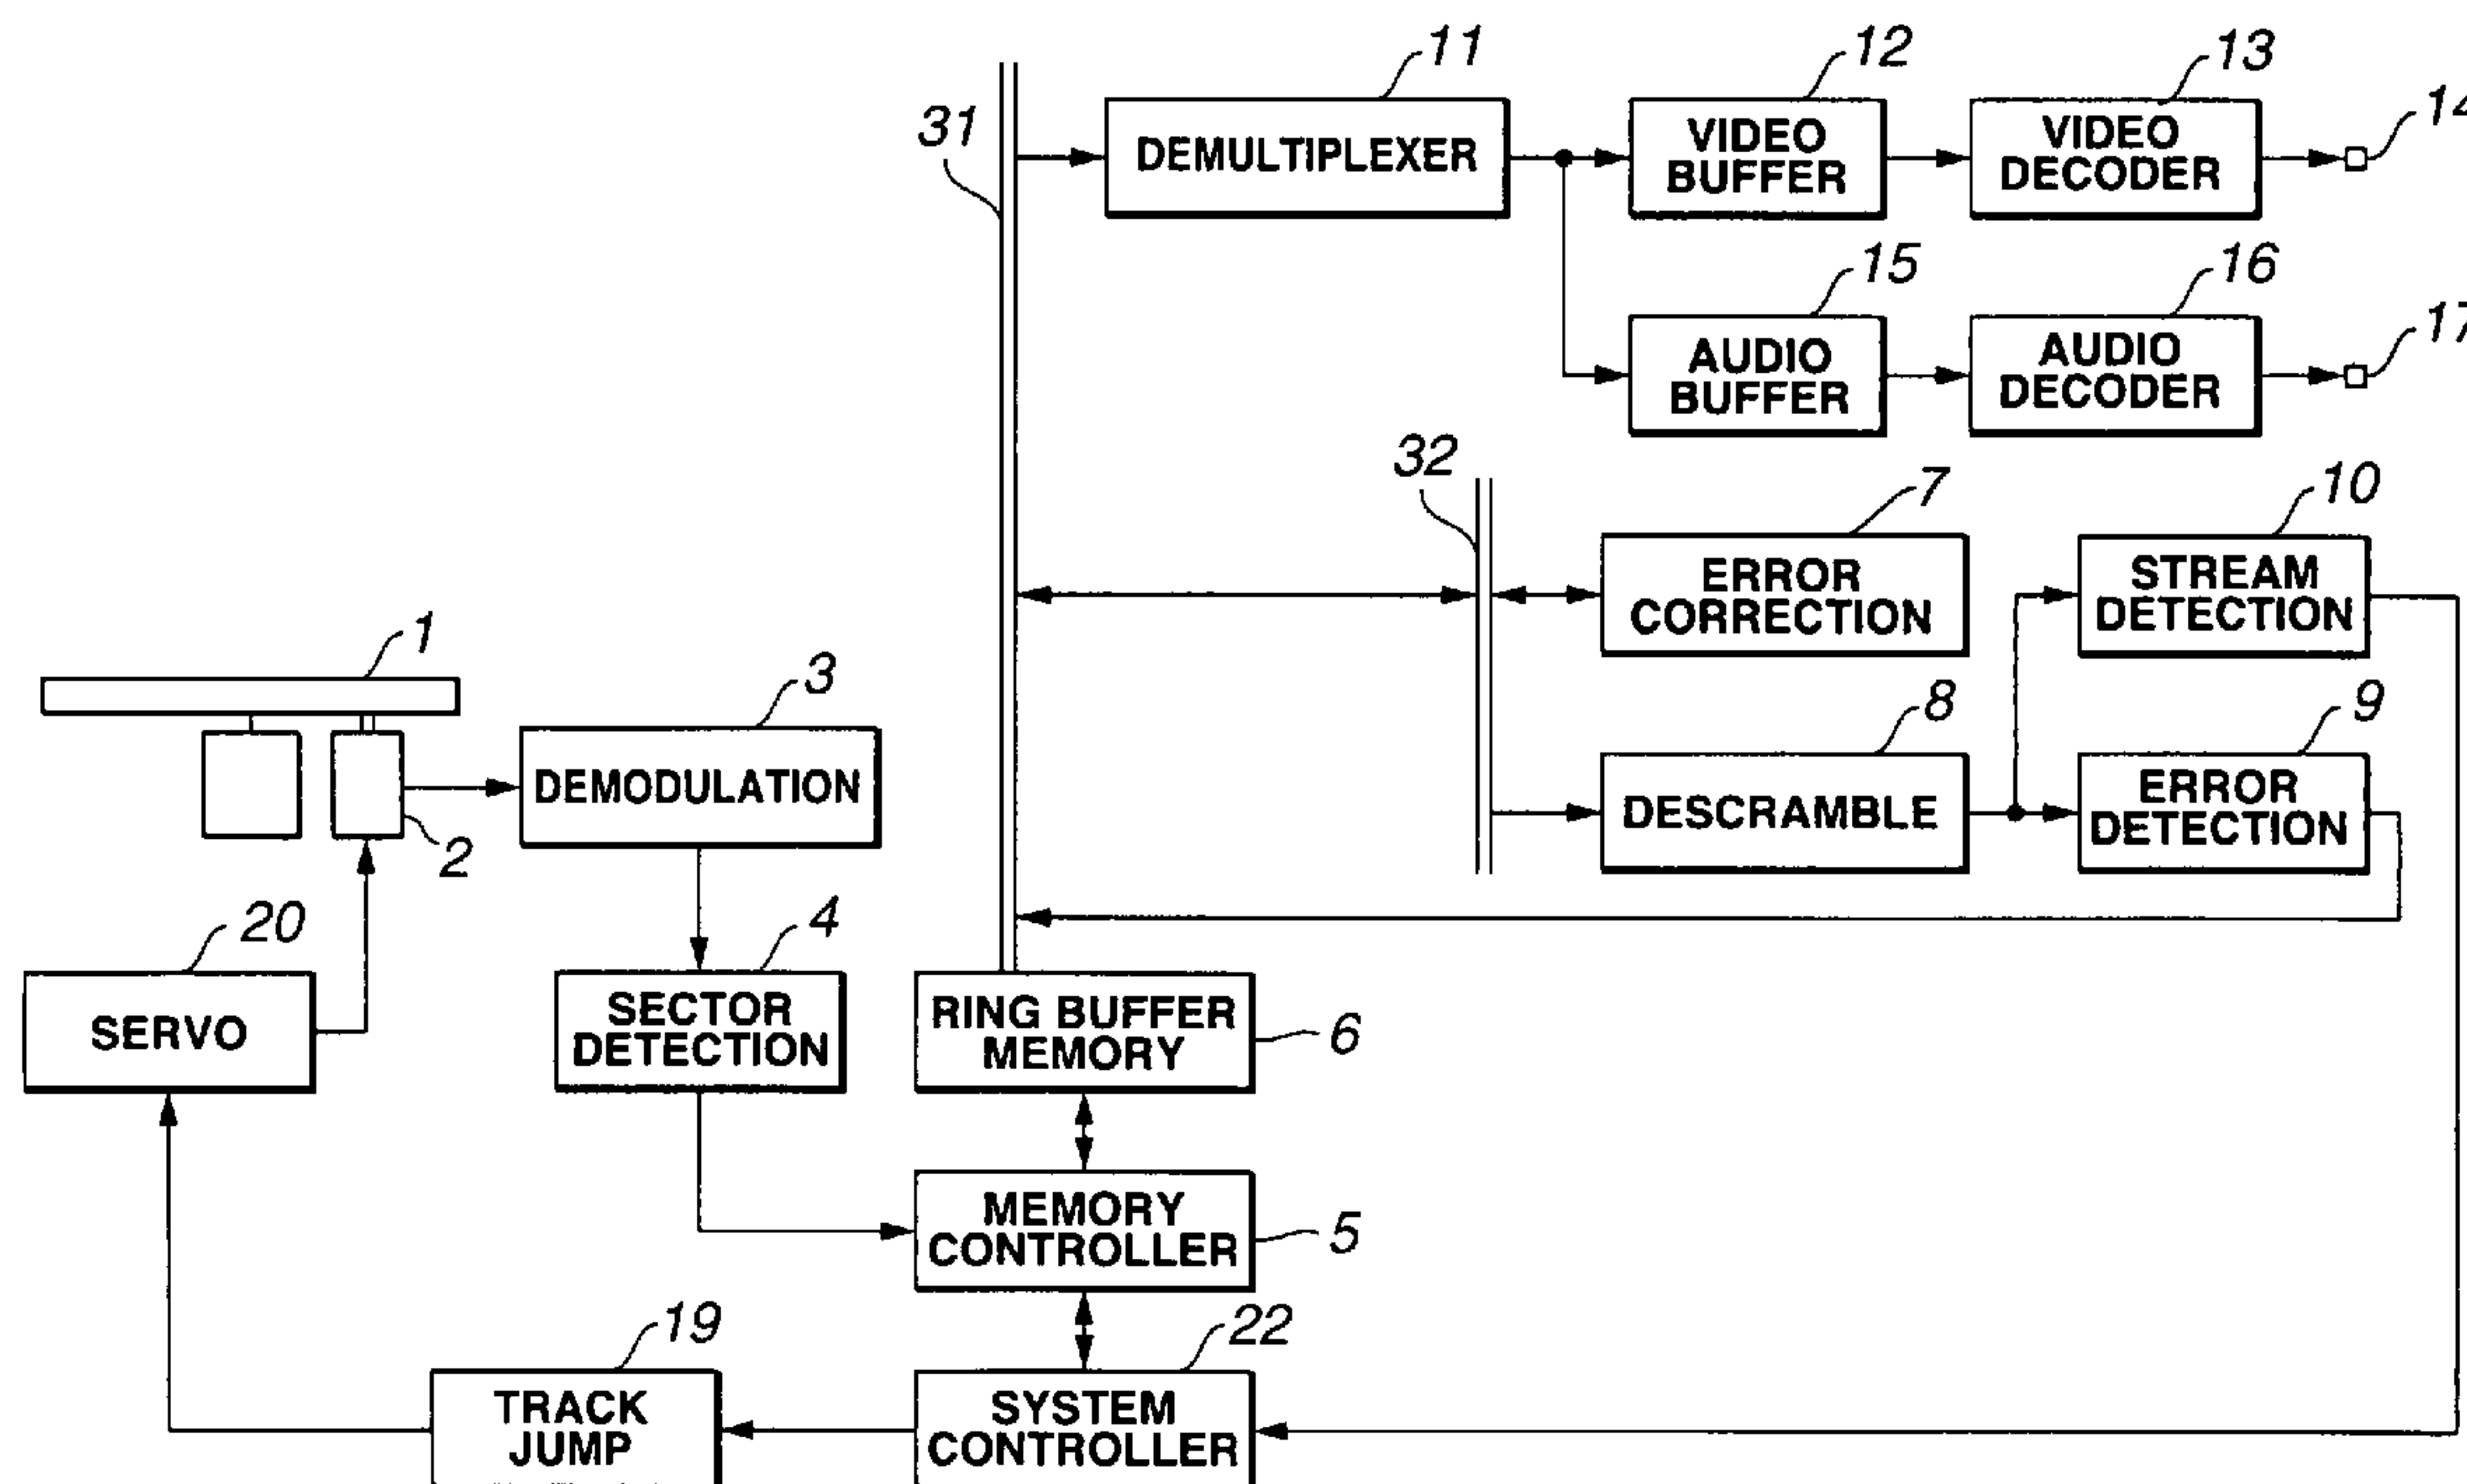 11
12
13
14
31
DEMULTIPLEXER
VIDEO
BUFFER
VIDEO
DECODER
15
16
17
AUDIO
BUFFER
AUDIO
DECODER
32
7
10
ERROR
CORRECTION
STREAM
DETECTION
1
3
8
9
DEMODULATION
DESCRAMBLE
ERROR
DETECTION
2
20
4
SERVO
SECTOR
DETECTION
RING BUFFER
MEMORY
6
MEMORY
CONTROLLER
5
19
22
TRACK
JUMP
SYSTEM
CONTROLLER